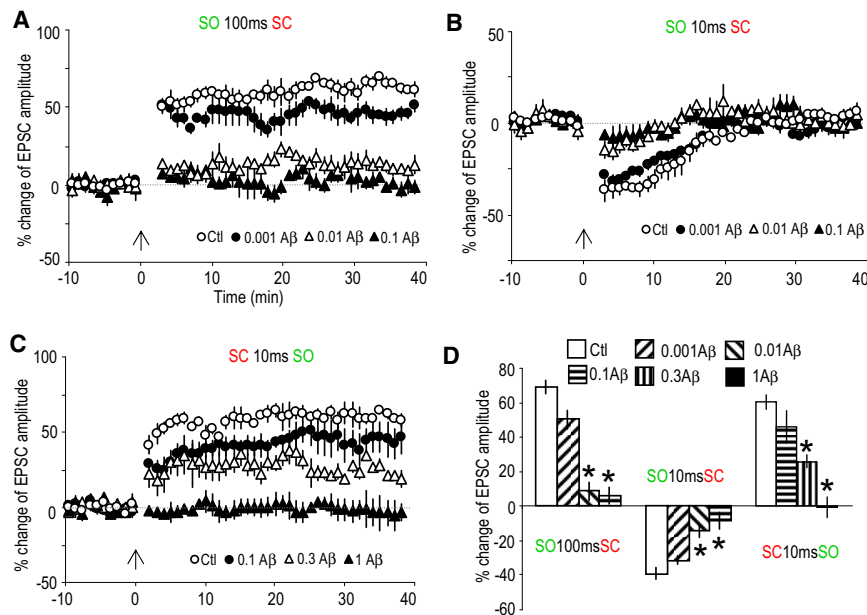 A
SO 100ms SC
% change of EPSC amplitude
100
50
0
-50
Ctl 0.001 Aβ 0.01 Aβ 0.1 Aβ
-10 0 10 20 30 40
Time (min)
B
SO 10ms SC
% change of EPSC amplitude
50
0
-50
Ctl 0.001 Aβ 0.01 Aβ 0.1 Aβ
-10 0 10 20 30 40
C
SC 10ms SO
% change of EPSC amplitude
100
50
0
-50
Ctl 0.1 Aβ 0.3 Aβ 1 Aβ
-10 0 10 20 30 40
D
Ctl 0.001Aβ 0.01Aβ
0.1Aβ 0.3Aβ 1Aβ
% change of EPSC amplitude
80
60
40
20
0
-20
-40
-60
* *
SO10msSC
*
*
SO100msSC
* *
SC10msSO